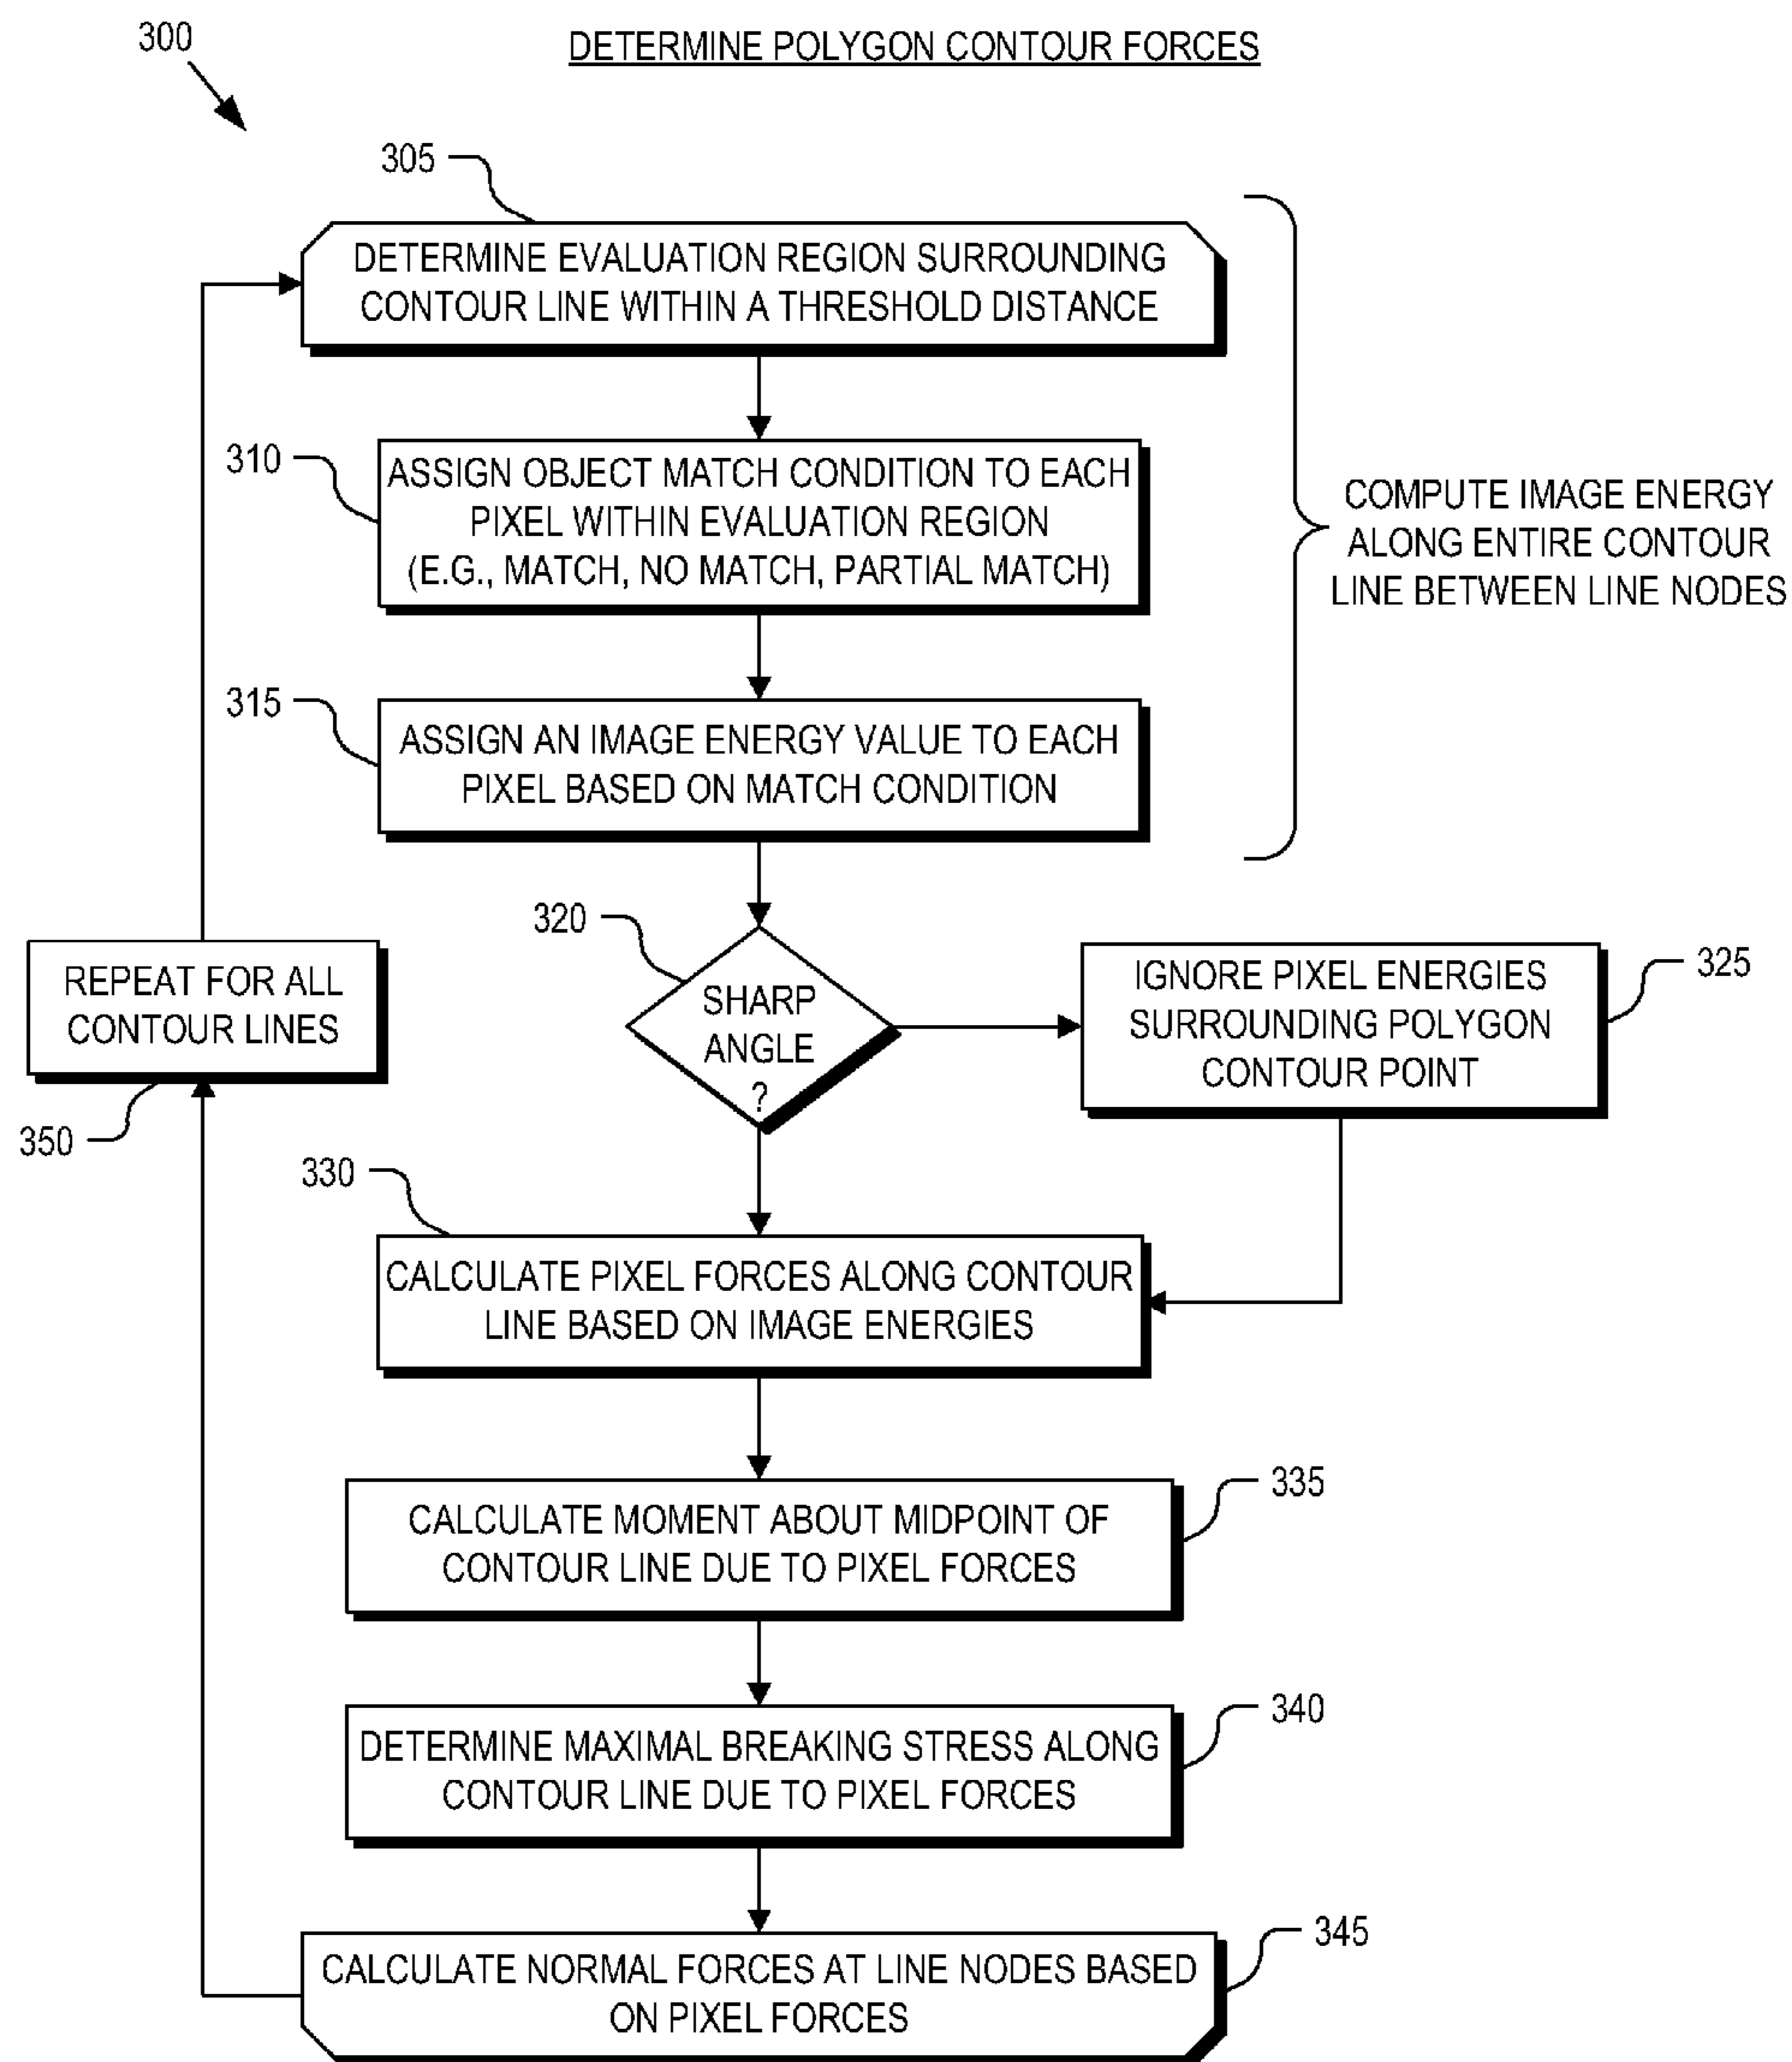 300
DETERMINE POLYGON CONTOUR FORCES
305
DETERMINE EVALUATION REGION SURROUNDING
CONTOUR LINE WITHIN A THRESHOLD DISTANCE
310
ASSIGN OBJECT MATCH CONDITION TO EACH
PIXEL WITHIN EVALUATION REGION
(E.G., MATCH, NO MATCH, PARTIAL MATCH)
COMPUTE IMAGE ENERGY
ALONG ENTIRE CONTOUR
LINE BETWEEN LINE NODES
315
ASSIGN AN IMAGE ENERGY VALUE TO EACH
PIXEL BASED ON MATCH CONDITION
320
SHARP
ANGLE
?
325
IGNORE PIXEL ENERGIES
SURROUNDING POLYGON
CONTOUR POINT
REPEAT FOR ALL
CONTOUR LINES
350
330
CALCULATE PIXEL FORCES ALONG CONTOUR
LINE BASED ON IMAGE ENERGIES
335
CALCULATE MOMENT ABOUT MIDPOINT OF
CONTOUR LINE DUE TO PIXEL FORCES
340
DETERMINE MAXIMAL BREAKING STRESS ALONG
CONTOUR LINE DUE TO PIXEL FORCES
345
CALCULATE NORMAL FORCES AT LINE NODES BASED
ON PIXEL FORCES